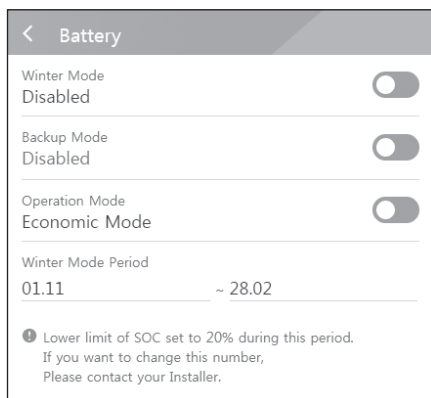 Battery
Winter Mode
Disabled
Backup Mode
Disabled
Operation Mode
Economic Mode
Winter Mode Period
01.11 ~ 28.02
Lower limit of SOC set to 20% during this period.
If you want to change this number,
Please contact your Installer.